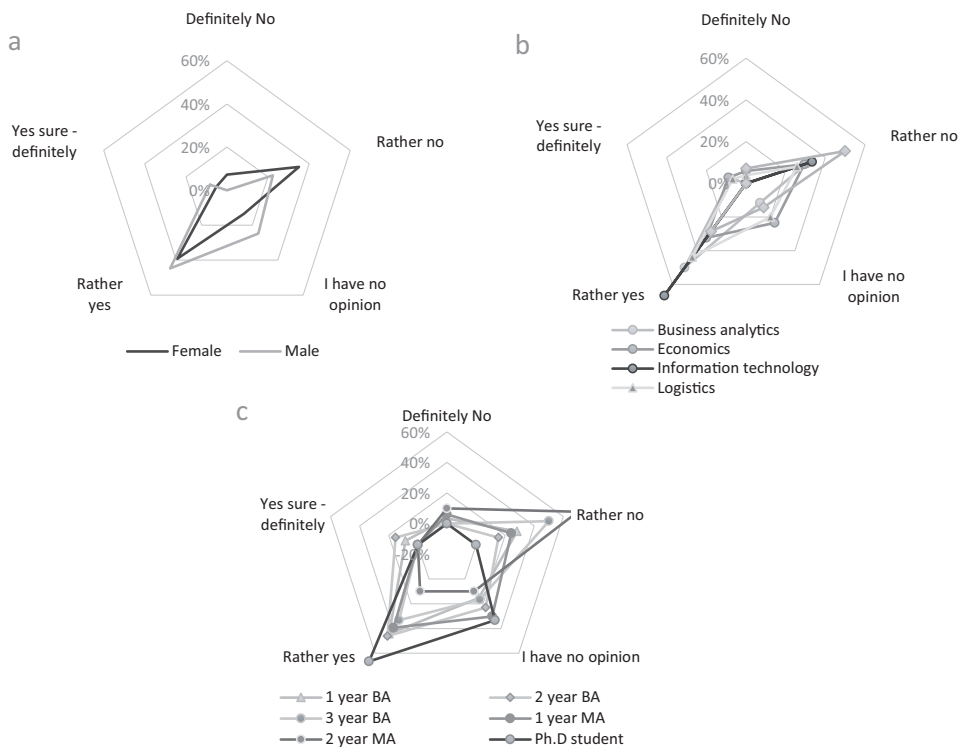 a
Definitely No
60%
40%
20%
0%
Yes sure -
definitely
Rather no
Rather
yes
I have no
opinion
Female
Male
b
Definitely No
60%
40%
20%
0%
Yes sure -
definitely
Rather no
Rather yes
I have no
opinion
Business analytics
Economics
Information technology
Logistics
c
Definitely No
60%
40%
20%
0%
-20%
Yes sure -
definitely
Rather no
Rather yes
I have no opinion
1 year BA
2 year BA
3 year BA
1 year MA
2 year MA
Ph.D student